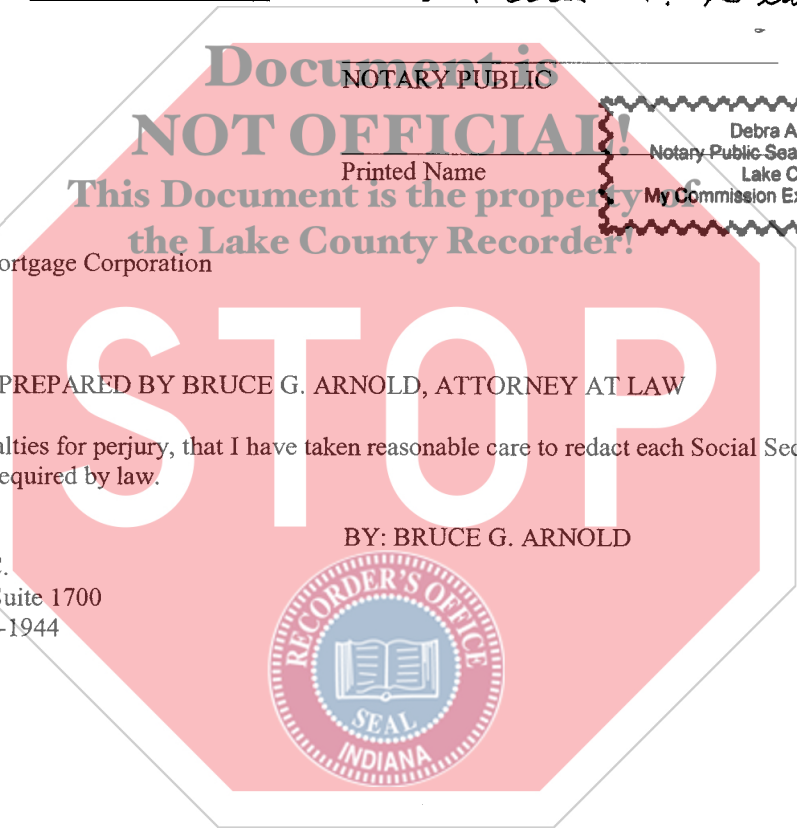 Document is
NOTARY PUBLIC
NOT OFFICIAL!
Debra A
Notary Public Sea
Printed Name
Lake C
This Document is the property of
My Commission Ex
the Lake County Recorder!
ortgage Corporation
STOP
PREPARED BY BRUCE G. ARNOLD, ATTORNEY AT LAW
alties for perjury, that I have taken reasonable care to redact each Social Sec
equired by law.
BY: BRUCE G. ARNOLD
C.
Suite 1700
-1944
RECORDER'S OFFICE
SEAL
INDIANA